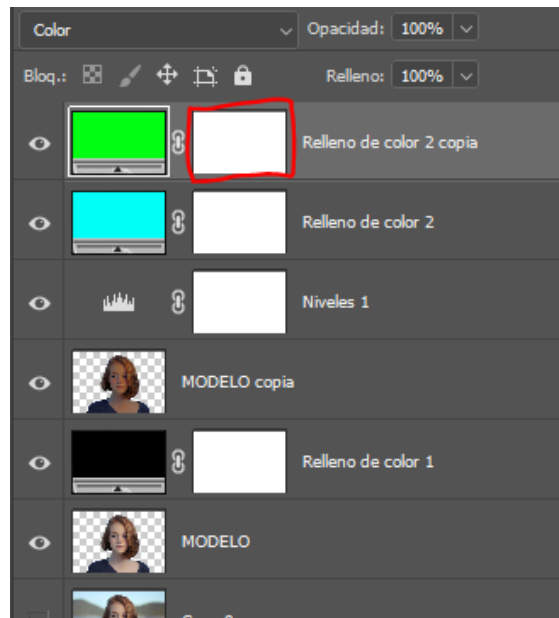 Color Opacidad: 100%
Bloq.: Relleno: 100%
Relleno de color 2 copia
Relleno de color 2
Niveles 1
MODELO copia
Relleno de color 1
MODELO